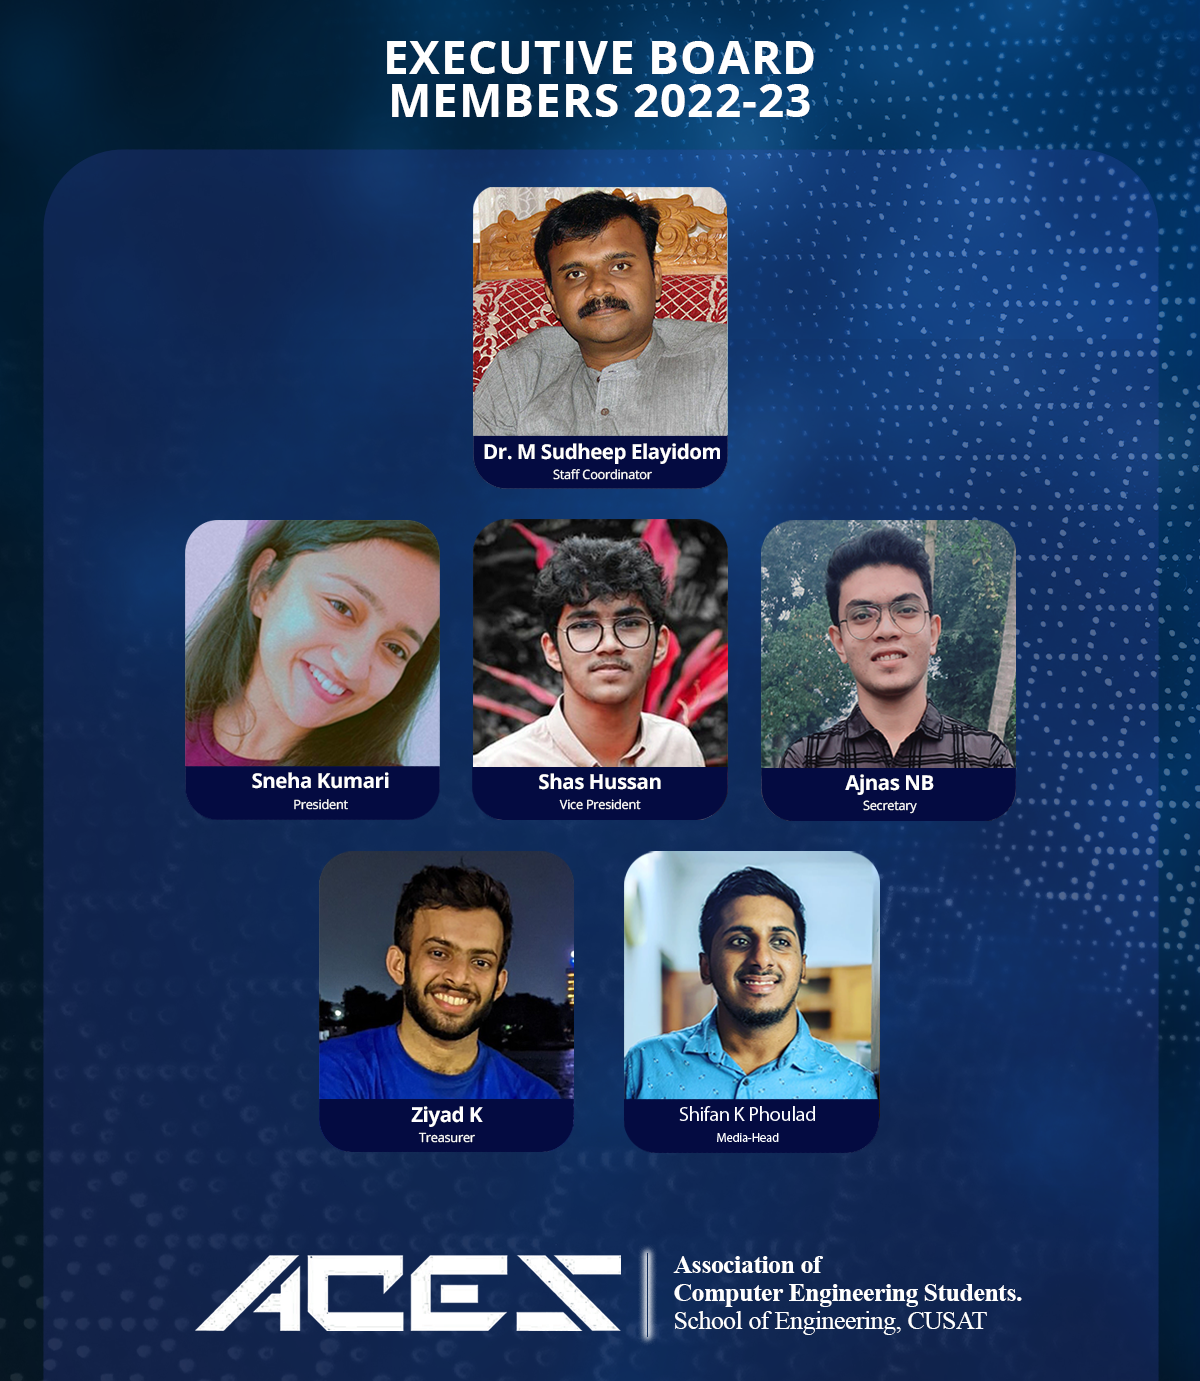 EXECUTIVE BOARD
MEMBERS 2022-23
Dr. M Sudheep Elayidom
Staff Coordinator
Sneha Kumari
President
Shas Hussan
Vice President
Ajnas NB
Secretary
Ziyad K
Treasurer
Shifan K Phoulad
Media-Head
ACES
Association of
Computer Engineering Students.
School of Engineering, CUSAT